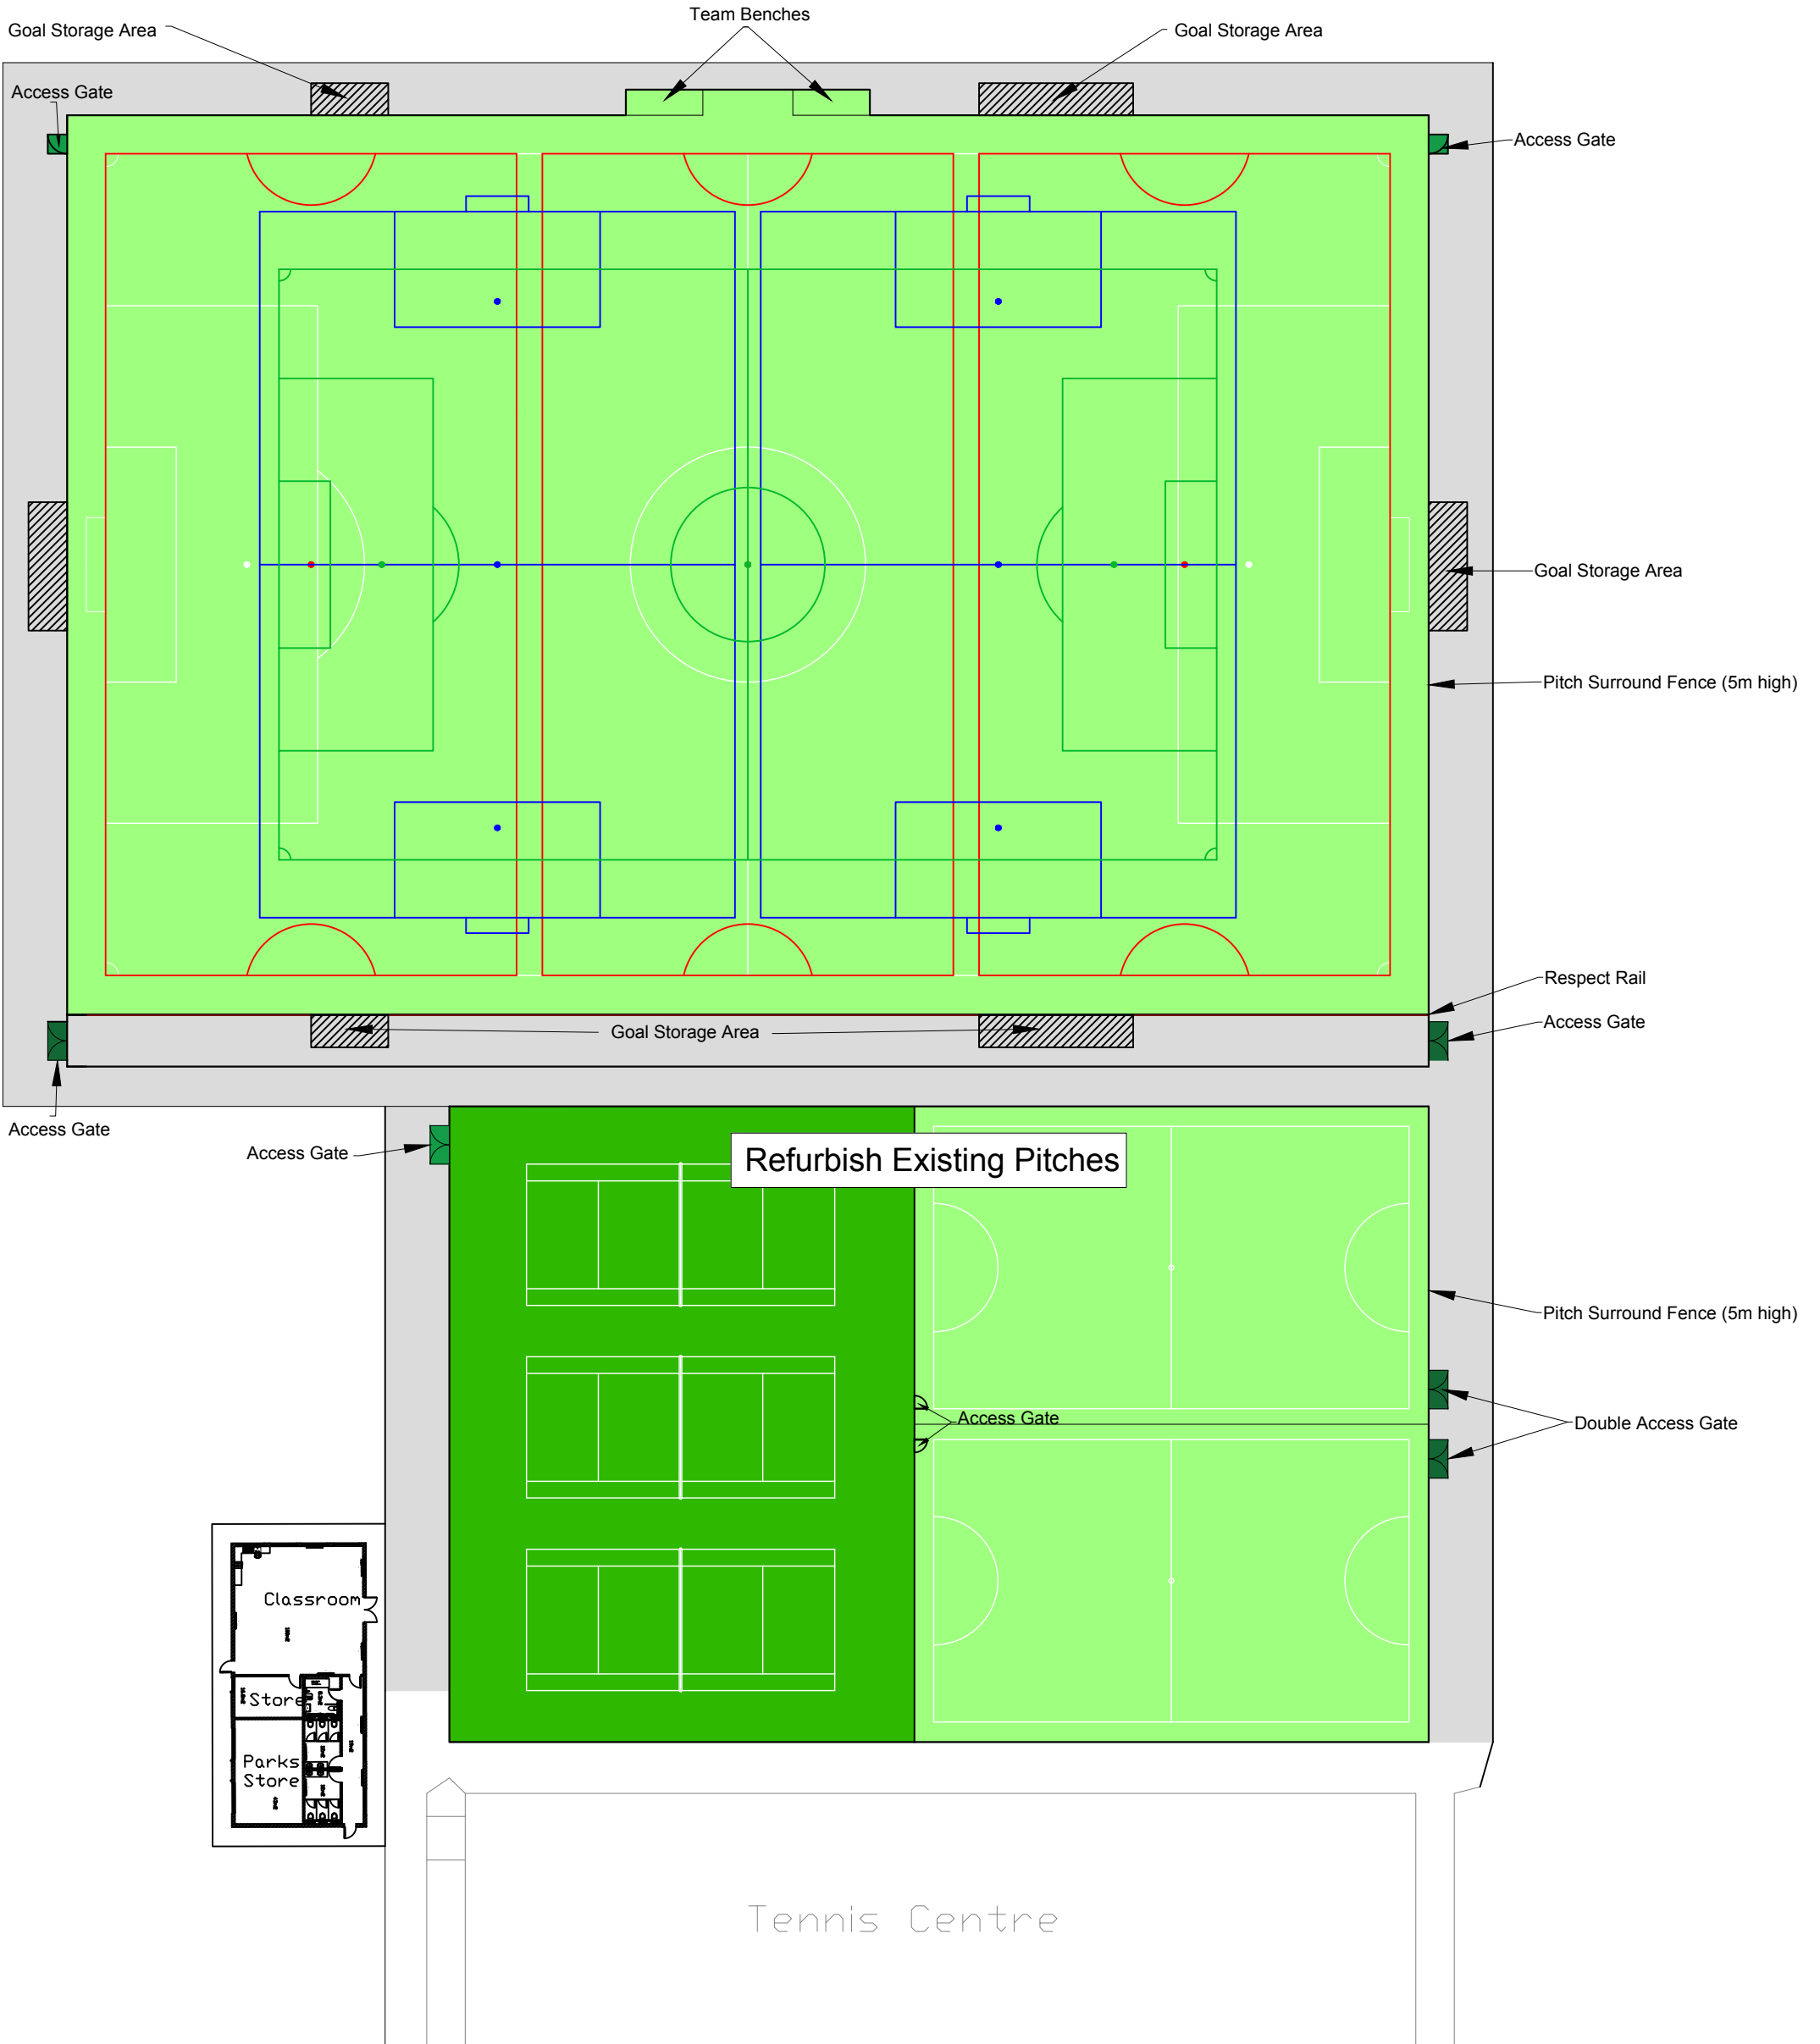 Team Benches
Goal Storage Area
Goal Storage Area
Access Gate
Access Gate
Goal Storage Area
Pitch Surround Fence (5m high)
Respect Rail
Goal Storage Area
Access Gate
Access Gate
Access Gate
Refurbish Existing Pitches
Pitch Surround Fence (5m high)
Access Gate
Double Access Gate
Classroom
Store
Parks
Store
Tennis Centre